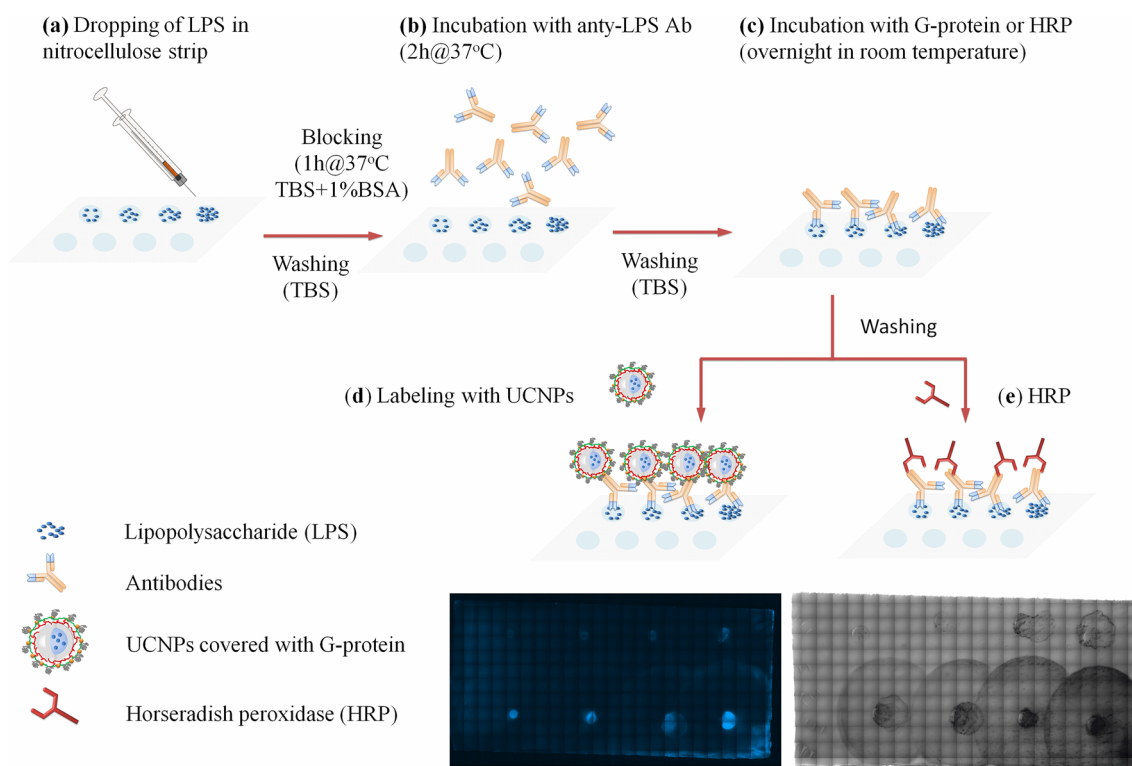 (a) Dropping of LPS in
nitrocellulose strip
(b) Incubation with anty-LPS Ab
(2h@37°C)
(c) Incubation with G-protein or HRP
(overnight in room temperature)
Blocking
(1h@37°C
TBS+1%BSA)
Washing
(TBS)
Washing
(TBS)
Washing
(d) Labeling with UCNPs
(e) HRP
Lipopolysaccharide (LPS)
Antibodies
UCNPs covered with G-protein
Horseradish peroxidase (HRP)